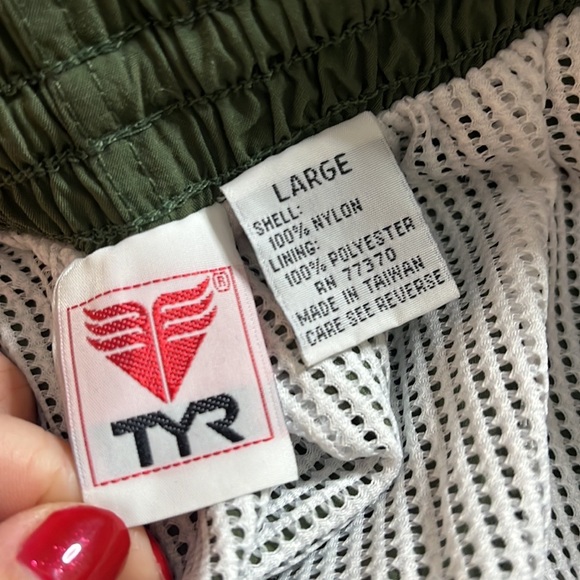 LARGE
SHELL:
100% NYLON
LINING:
100% POLYESTER
RN 77370
MADE IN TAIWAN
CARE SEE REVERSE
®
TYR